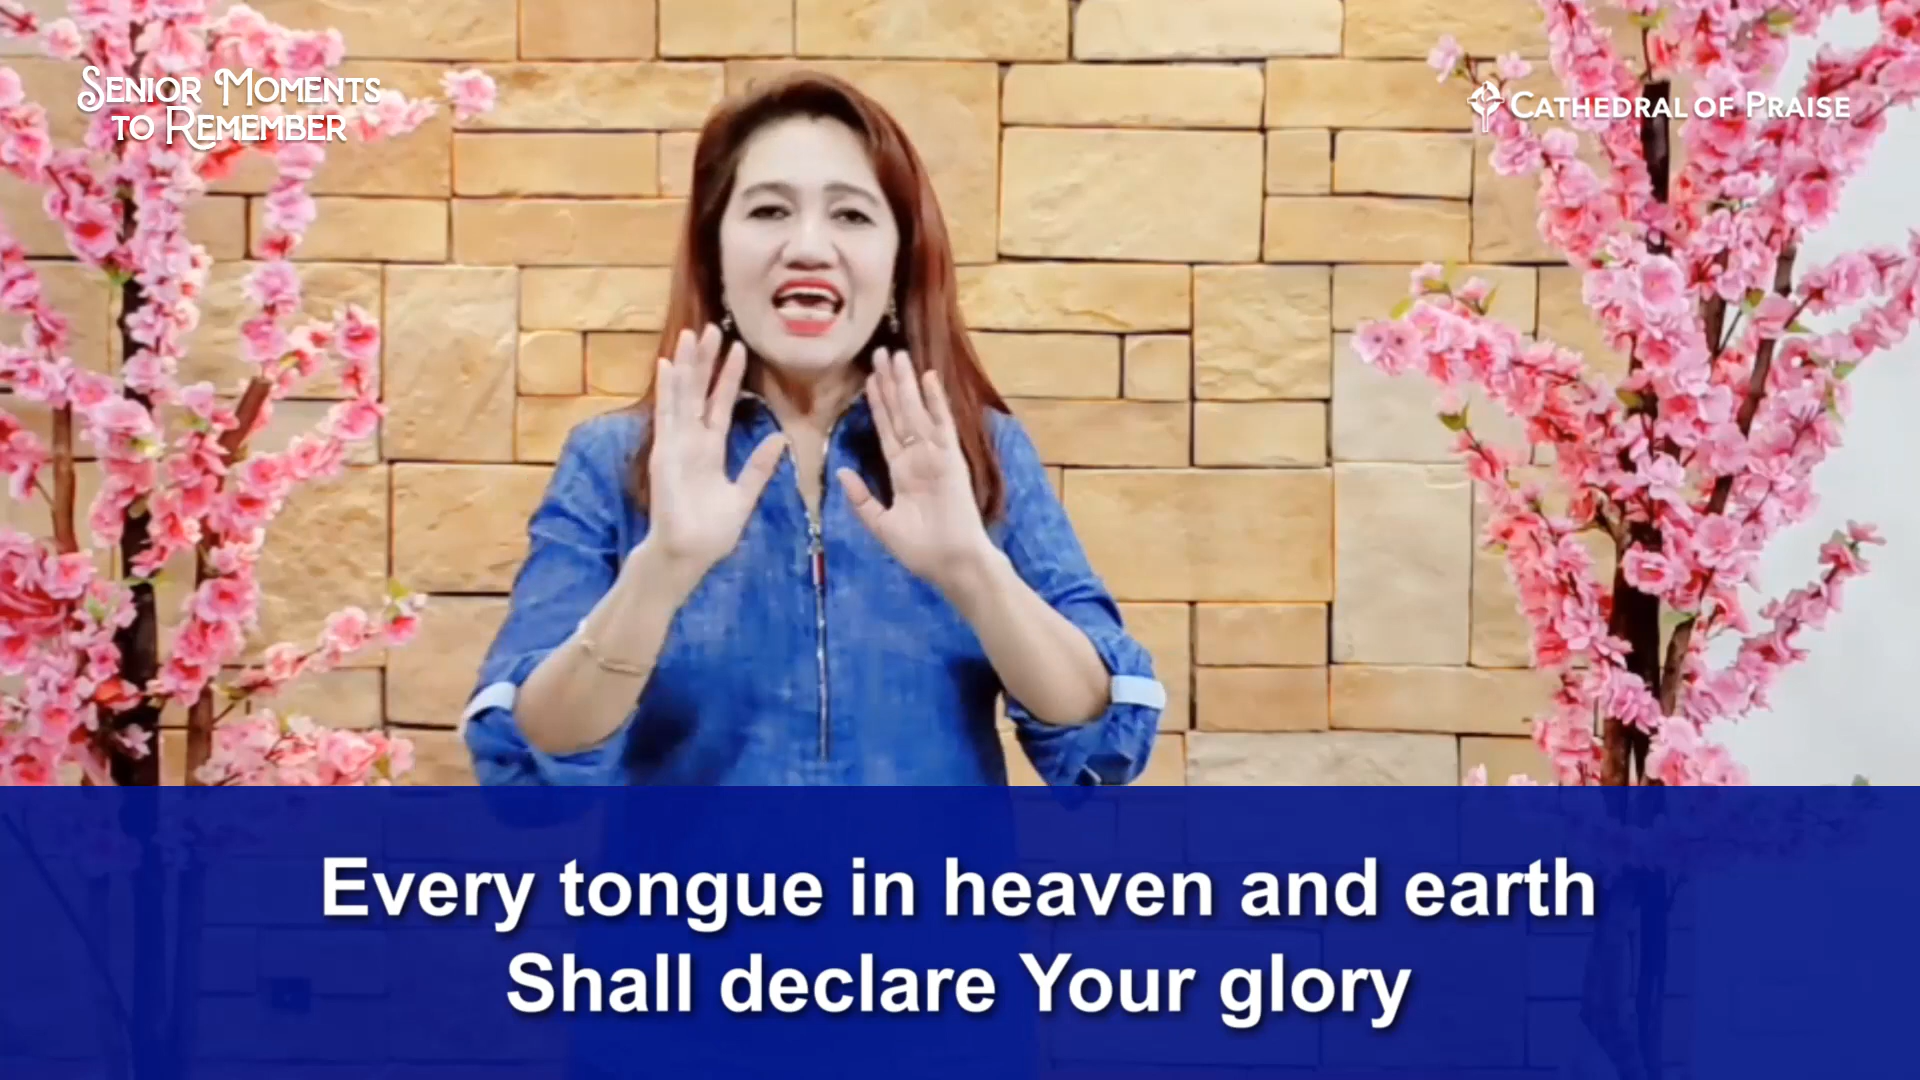 Senior Moments
to Remember
Cathedral of Praise
Every tongue in heaven and earth
Shall declare Your glory